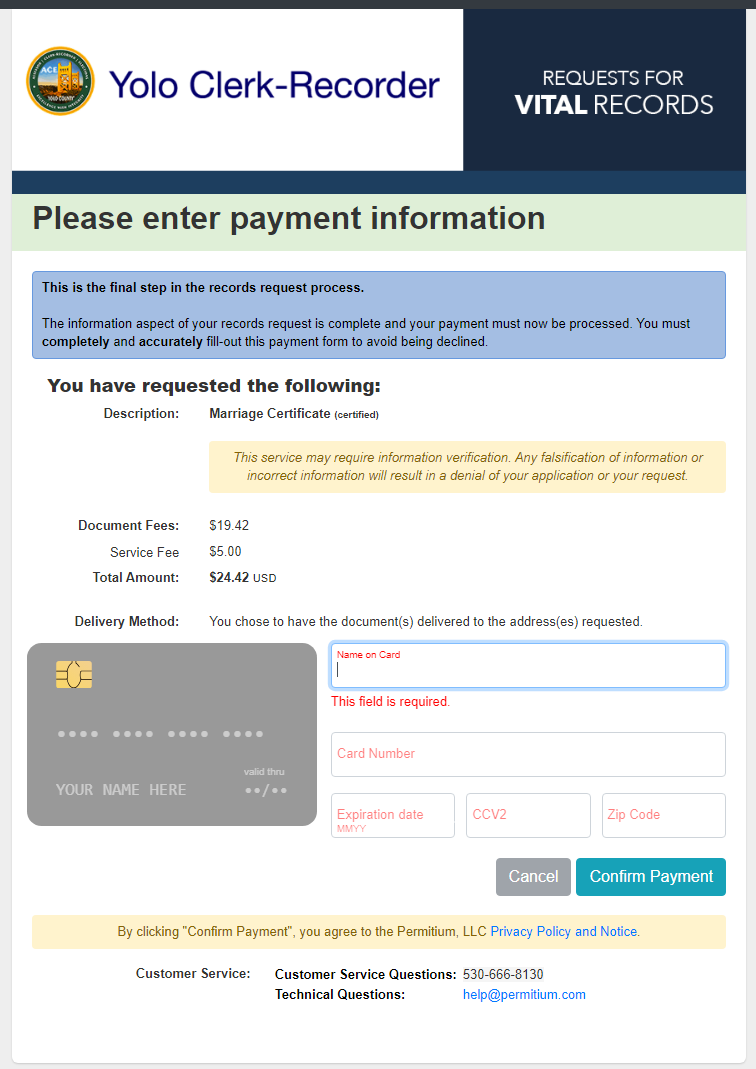 Yolo Clerk-Recorder
ACE
YOLO COUNTY
REQUESTS FOR
VITAL RECORDS
Please enter payment information
This is the final step in the records request process.
The information aspect of your records request is complete and your payment must now be processed. You must
completely and accurately fill-out this payment form to avoid being declined.
You have requested the following:
Description: Marriage Certificate (certified)
This service may require information verification. Any falsification of information or
incorrect information will result in a denial of your application or your request.
Document Fees: $19.42
Service Fee $5.00
Total Amount: $24.42 USD
Delivery Method: You chose to have the document(s) delivered to the address(es) requested.
Name on Card
This field is required.
•••• •••• •••• ••••
valid thru
YOUR NAME HERE ••/••
Card Number
Expiration date CCV2 Zip Code
MMYY
Cancel Confirm Payment
By clicking "Confirm Payment", you agree to the Permitium, LLC Privacy Policy and Notice.
Customer Service: Customer Service Questions: 530-666-8130
Technical Questions: help@permitium.com